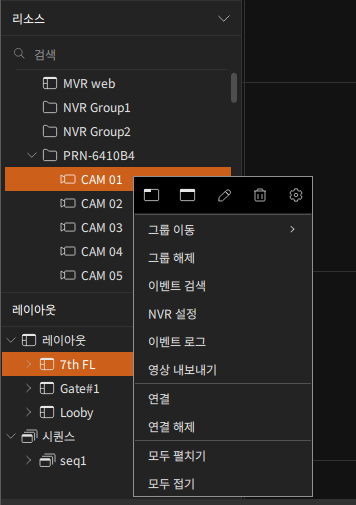 리소스
검색
MVR web
NVR Group1
NVR Group2
PRN-6410B4
CAM 01
CAM 02
CAM 03
CAM 04
CAM 05
그룹 이동
그룹 해제
이벤트 검색
NVR 설정
이벤트 로그
영상 내보내기
연결
연결 해제
모두 펼치기
모두 접기
레이아웃
레이아웃
7th FL
Gate#1
Looby
시퀀스
seq1